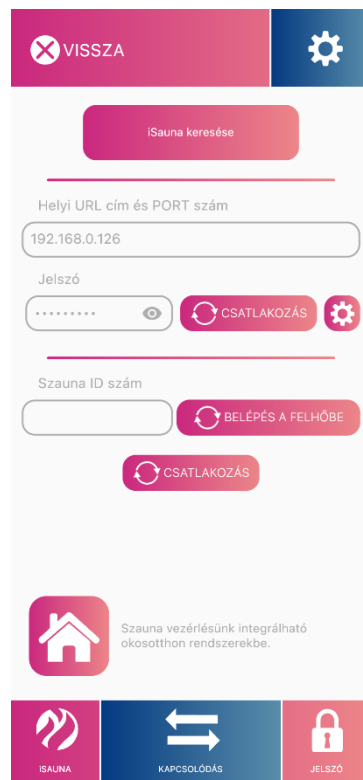 VISSZA
iSauna keresése
Helyi URL cím és PORT szám
192.168.0.126
Jelszó
·········
CSATLAKOZÁS
Szauna ID szám
BELÉPÉS A FELHŐBE
CSATLAKOZÁS
Szauna vezérlésünk integrálható
okosotthon rendszerekbe.
iSAUNA
KAPCSOLÓDÁS
JELSZÓ